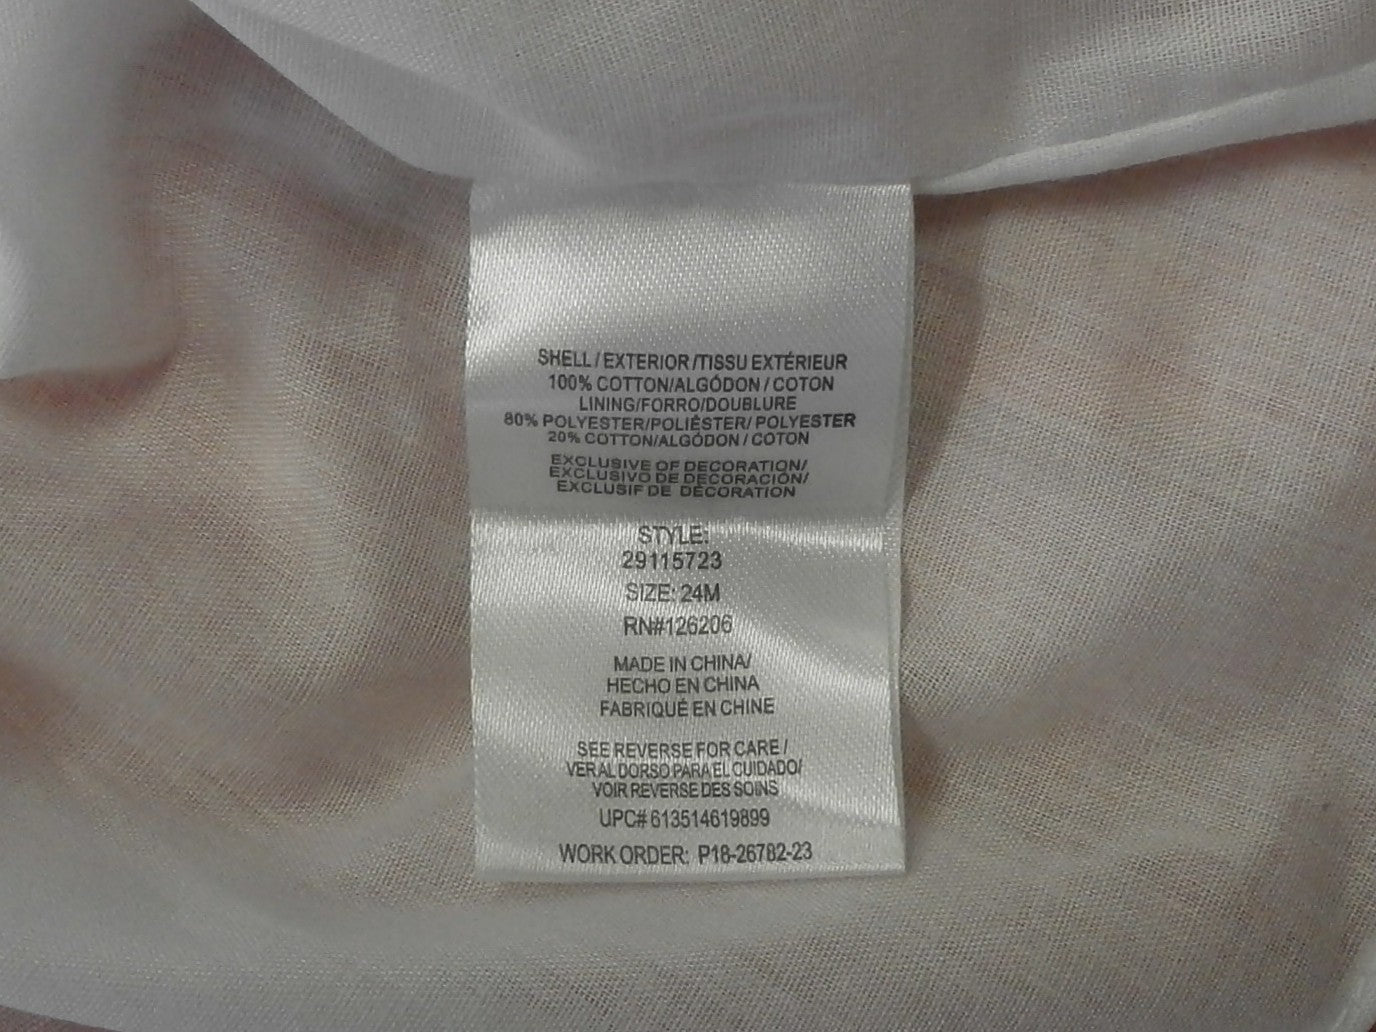 SHELL/EXTERIOR/TISSU EXTÉRIEUR
100% COTTON/ALGÓDON/COTON
LINING/FORRO/DOUBLURE
80% POLYESTER/POLIÉSTER/POLYESTER
20% COTTON/ALGÓDON/COTON
EXCLUSIVE OF DECORATION/
EXCLUSIVO DE DECORACIÓN/
EXCLUSIF DE DÉCORATION
STYLE:
29115723
SIZE: 24M
RN#126206
MADE IN CHINA/
HECHO EN CHINA
FABRIQUÉ EN CHINE
SEE REVERSE FOR CARE/
VER AL DORSO PARA EL CUIDADO/
VOIR REVERSE DES SOINS
UPC# 613514619899
WORK ORDER: P18-26782-23